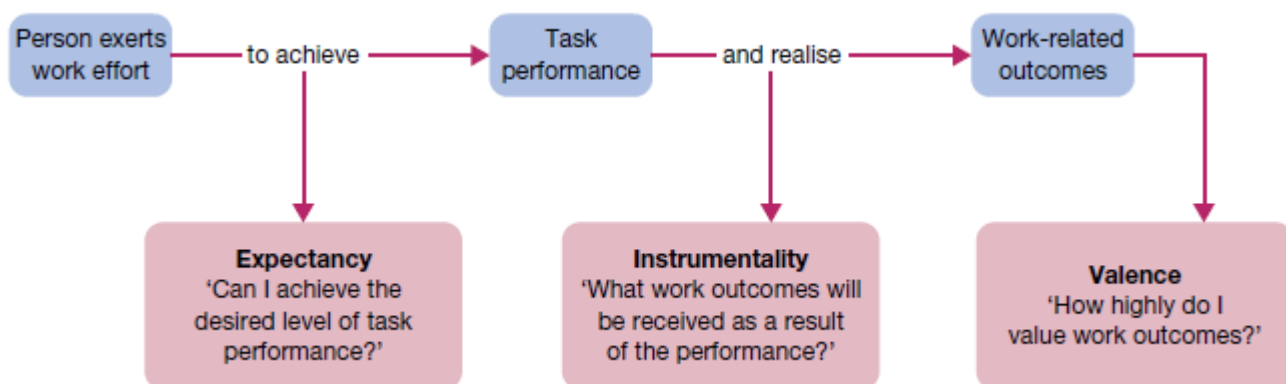 Person exerts
work effort
to achieve
Task
performance
and realise
Work-related
outcomes
Expectancy
‘Can I achieve the
desired level of task
performance?’
Instrumentality
‘What work outcomes will
be received as a result
of the performance?’
Valence
‘How highly do I
value work outcomes?’